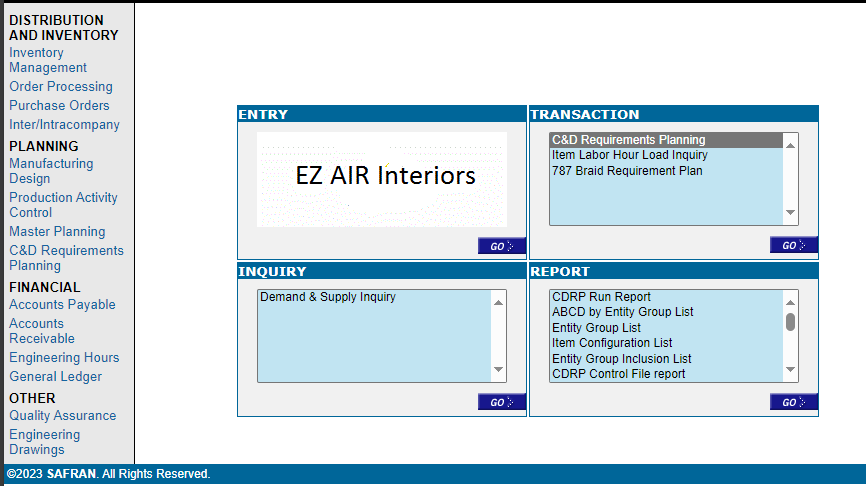 DISTRIBUTION
AND INVENTORY
Inventory
Management
Order Processing
Purchase Orders
Inter/Intracompany
PLANNING
Manufacturing
Design
Production Activity
Control
Master Planning
C&D Requirements
Planning
FINANCIAL
Accounts Payable
Accounts
Receivable
Engineering Hours
General Ledger
OTHER
Quality Assurance
Engineering
Drawings
ENTRY
EZ AIR Interiors
GO
TRANSACTION
C&D Requirements Planning
Item Labor Hour Load Inquiry
787 Braid Requirement Plan
GO
INQUIRY
Demand & Supply Inquiry
GO
REPORT
CDRP Run Report
ABCD by Entity Group List
Entity Group List
Item Configuration List
Entity Group Inclusion List
CDRP Control File report
GO
©2023 SAFRAN. All Rights Reserved.